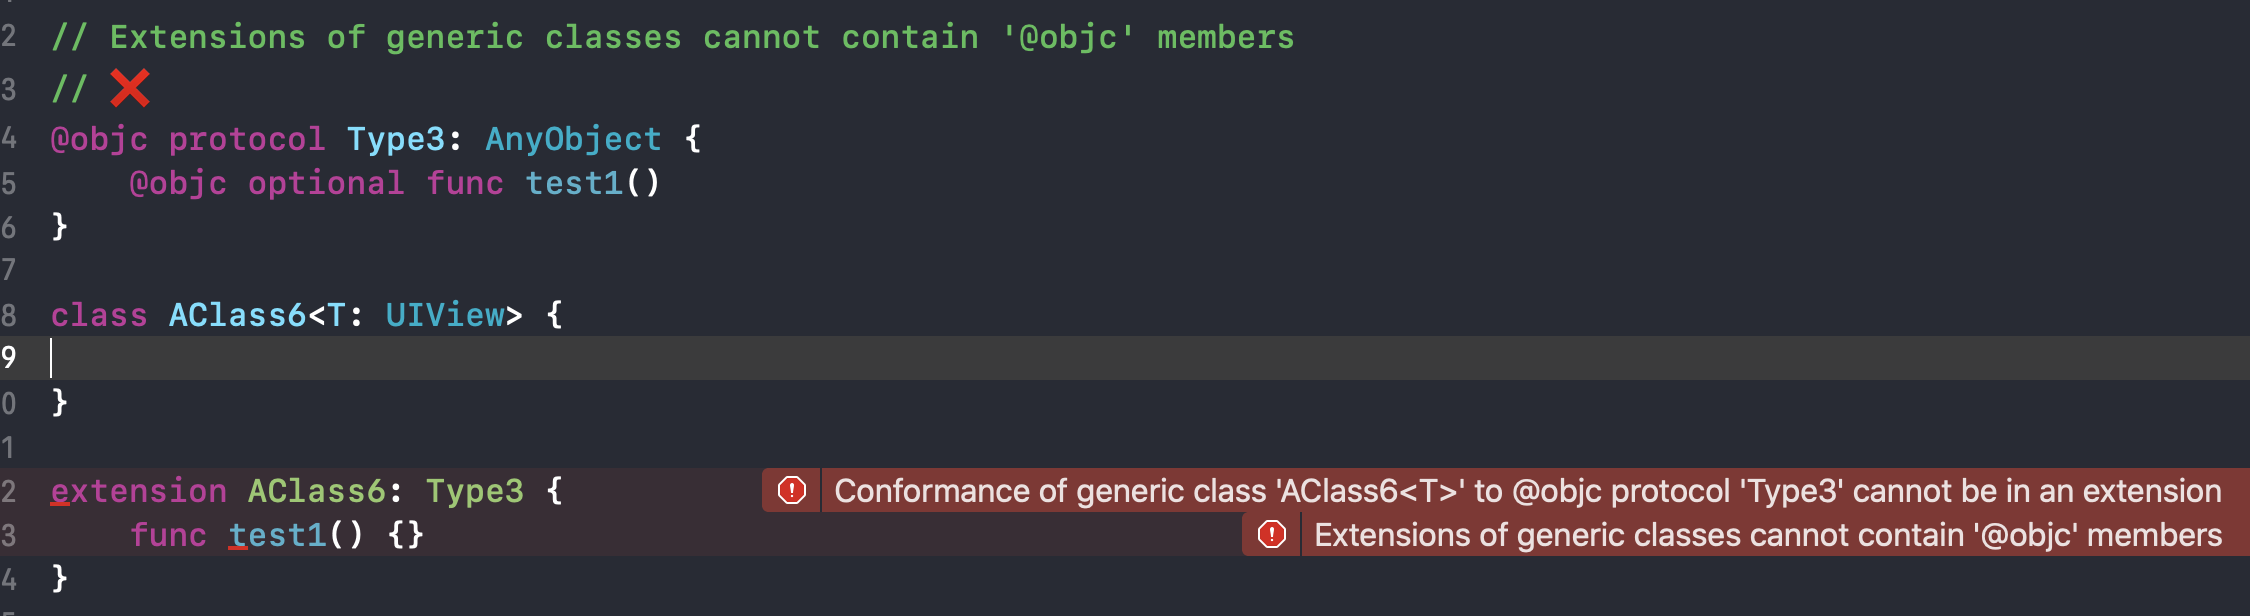 2 // Extensions of generic classes cannot contain '@objc' members
3 // ❌
4 @objc protocol Type3: AnyObject {
5     @objc optional func test1()
6 }
7
8 class AClass6<T: UIView> {
9
0 }
1
2 extension AClass6: Type3 { Conformance of generic class 'AClass6<T>' to @objc protocol 'Type3' cannot be in an extension
3     func test1() {} Extensions of generic classes cannot contain '@objc' members
4 }